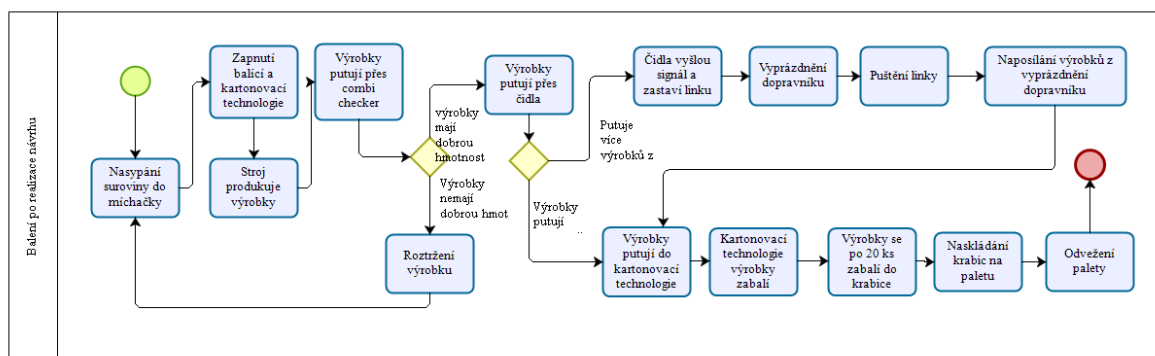 Balení po realizace návrhu
Nasypání
suroviny do
míchačky
Zapnutí
balící a
kartonovací
technologie
Stroj
produkuje
výrobky
Výrobky
putují přes
combi
checker
výrobky
mají
dobrou
hmotnost
Výrobky
nemají
dobrou hmot
Roztržení
výrobku
Výrobky
putují přes
čidla
Putuje
více
výrobků z
Výrobky
putují
..
Čidla vyšlou
signál a
zastaví linku
Vyprázdnění
dopravníku
Puštění linky
Naposílání výrobků z
vyprázdnění
dopravníku
Výrobky
putují do
kartonovací
technologie
Kartonovací
technologie
výrobky
zabalí
Výrobky se
po 20 ks
zabalí do
krabice
Naskládání
krabic na
paletu
Odvežení
palety